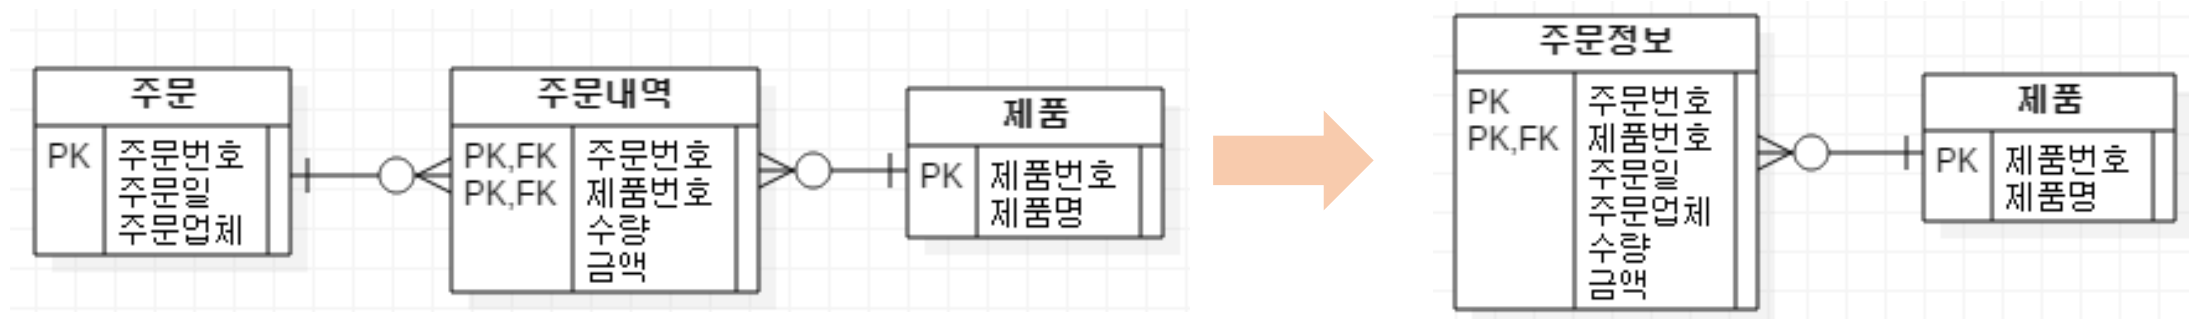 주문
PK 주문번호
주문일
주문업체
주문내역
PK,FK 주문번호
PK,FK 제품번호
수량
금액
제품
PK 제품번호
제품명
주문정보
PK 주문번호
PK,FK 제품번호
주문일
주문업체
수량
금액
제품
PK 제품번호
제품명